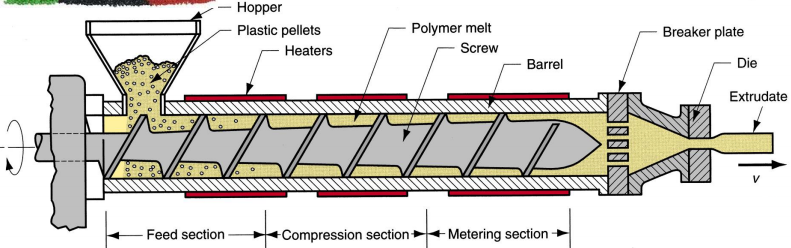 Hopper
Plastic pellets
Heaters
Polymer melt
Screw
Barrel
Breaker plate
Die
Extrudate
v
Feed section
Compression section
Metering section